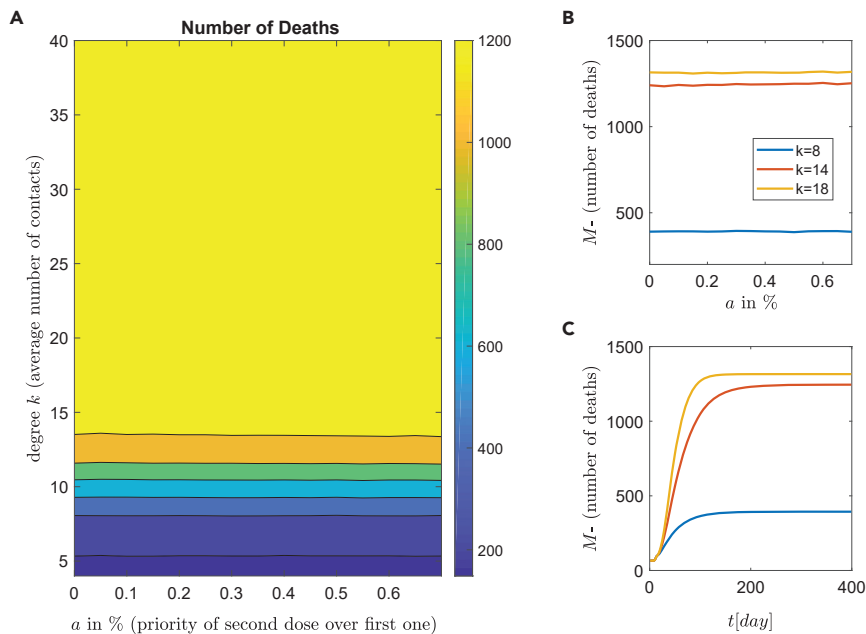 A
Number of Deaths
40
35
30
25
20
15
10
5
0
0.1
0.2
0.3
0.4
0.5
0.6
degree k (average number of contacts)
a in % (priority of second dose over first one)
1200
1000
800
600
400
200
B
1500
1000
500
0
0.2
0.4
0.6
M- (number of deaths)
a in %
k=8
k=14
k=18
C
1500
1000
500
0
0
200
400
M- (number of deaths)
t[day]